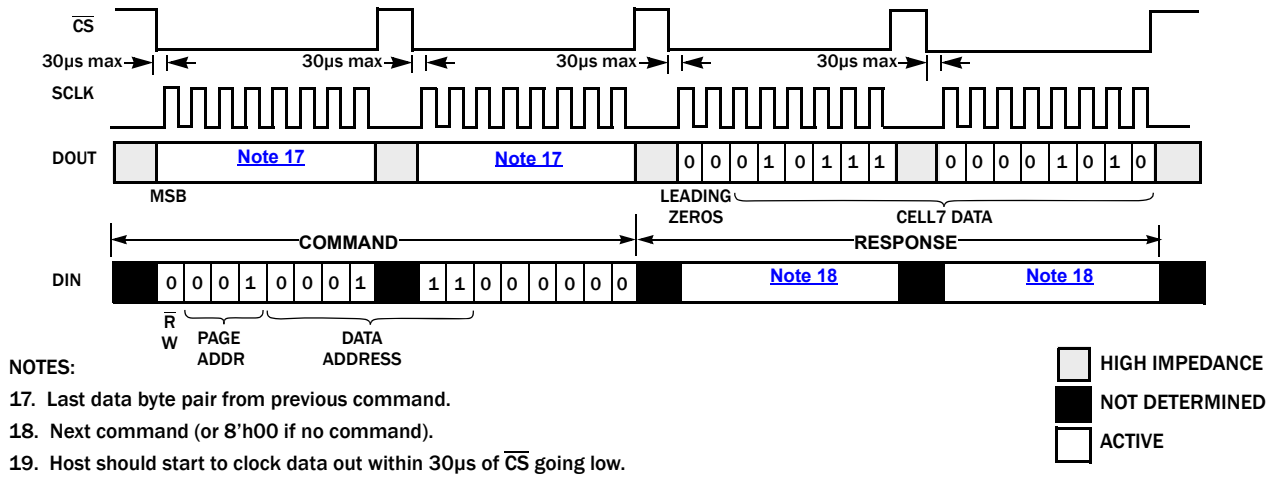 CS
30µs max 30µs max 30µs max 30µs max
SCLK
DOUT Note 17 Note 17 0 0 0 1 0 1 1 1 0 0 0 0 1 0 1 0
MSB LEADING ZEROS CELL7 DATA
COMMAND RESPONSE
DIN 0 0 0 1 0 0 0 1 1 1 0 0 0 0 0 0 Note 18 Note 18
R W PAGE ADDR DATA ADDRESS
NOTES:
17. Last data byte pair from previous command.
18. Next command (or 8'h00 if no command).
19. Host should start to clock data out within 30µs of CS going low.
HIGH IMPEDANCE
NOT DETERMINED
ACTIVE